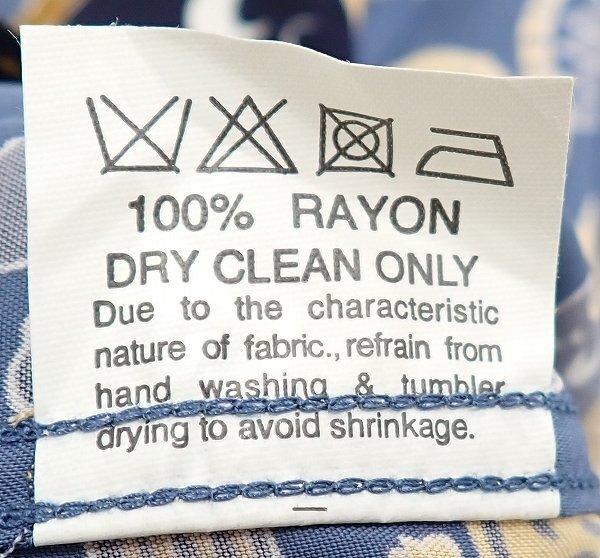 100% RAYON
DRY CLEAN ONLY
Due to the characteristic
nature of fabric., refrain from
hand washing & tumbler
drying to avoid shrinkage.